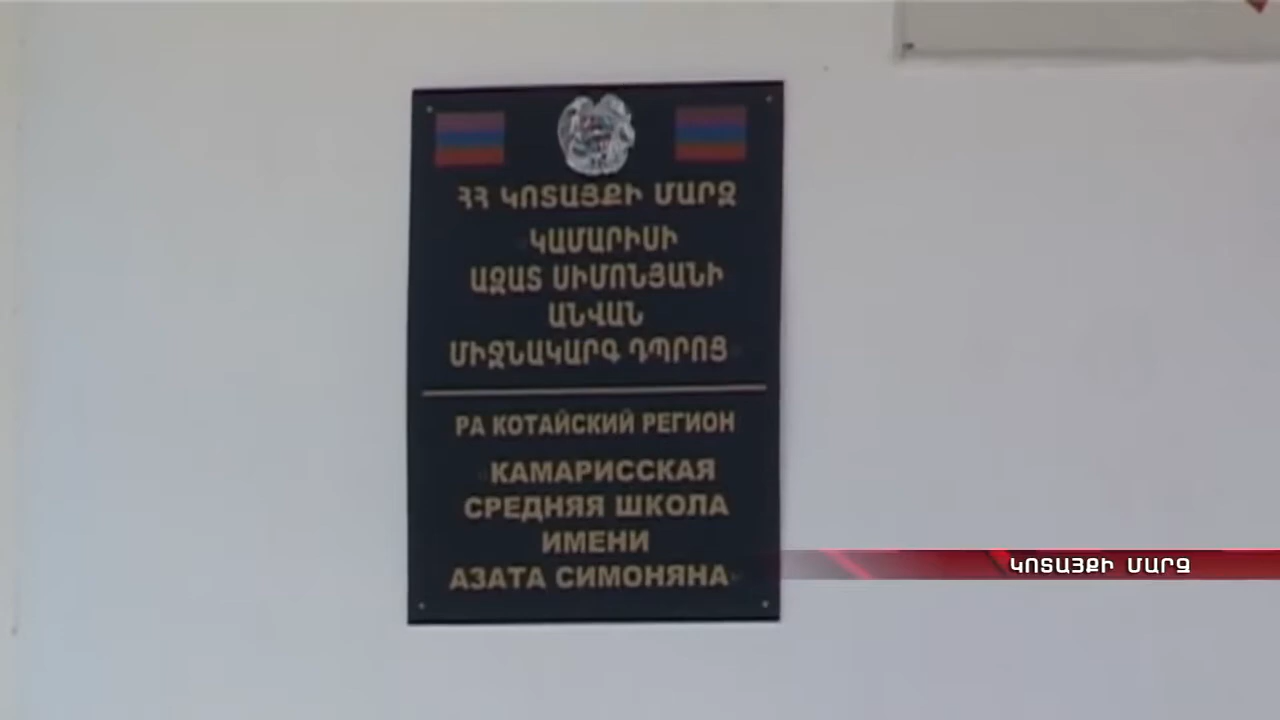 ՀՀ ԿՈՏԱՅՔԻ ՄԱՐԶ
ԿԱՄԱՐԻՍԻ
ԱԶԱՏ ՍԻՄՈՆՅԱՆԻ
ԱՆՎԱՆ
ՄԻՋՆԱԿԱՐԳ ԴՊՐՈՑ
РА КОТАЙСКИЙ РЕГИОН
КАМАРИССКАЯ
СРЕДНЯЯ ШКОЛА
ИМЕНИ
АЗАТА СИМОНЯНА
ԿՈՏԱՅՔԻ ՄԱՐԶ